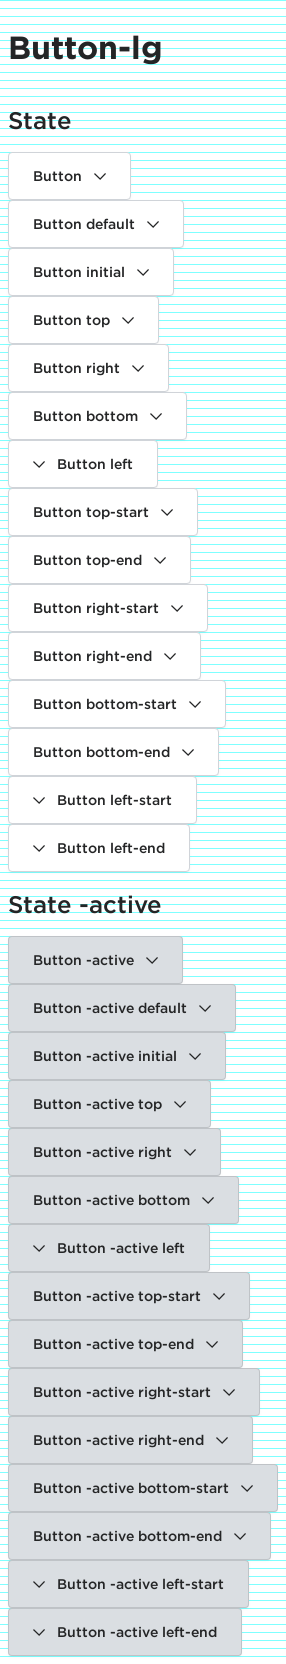 Button-lg
State
Button
Button default
Button initial
Button top
Button right
Button bottom
Button left
Button top-start
Button top-end
Button right-start
Button right-end
Button bottom-start
Button bottom-end
Button left-start
Button left-end
State -active
Button -active
Button -active default
Button -active initial
Button -active top
Button -active right
Button -active bottom
Button -active left
Button -active top-start
Button -active top-end
Button -active right-start
Button -active right-end
Button -active bottom-start
Button -active bottom-end
Button -active left-start
Button -active left-end